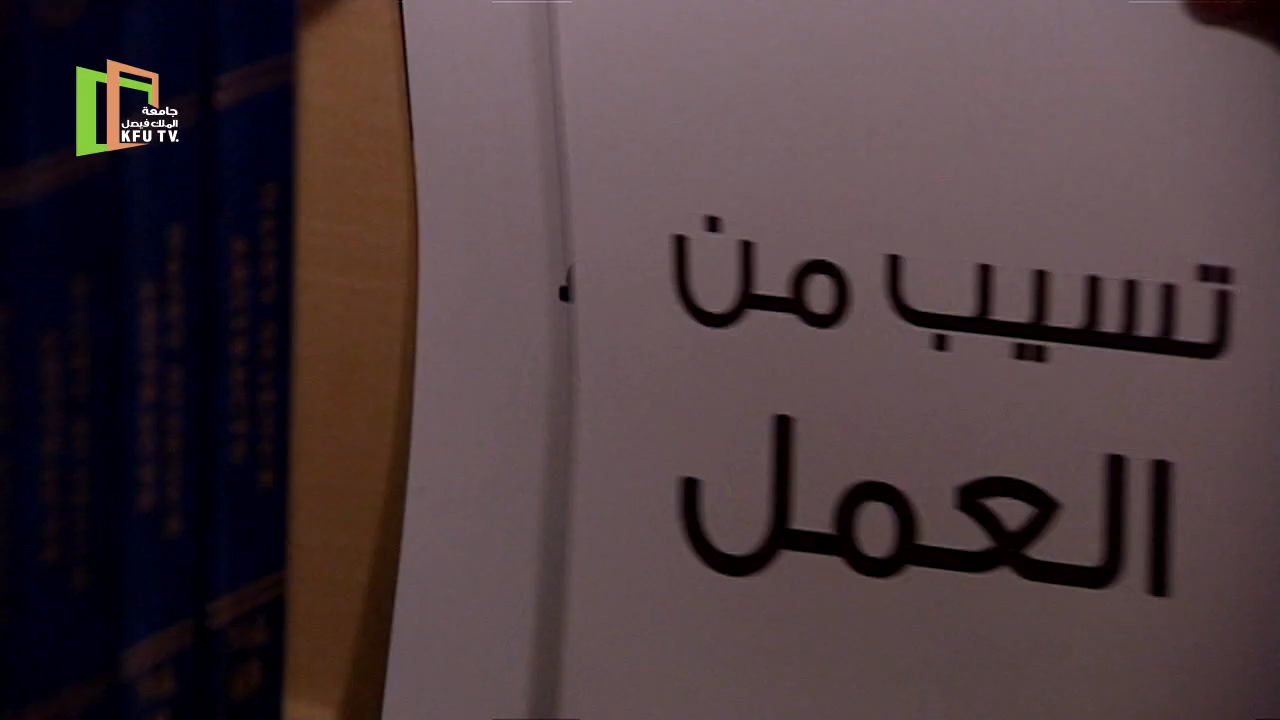 جامعة
الملك فيصل
KFU TV.
تسيب من
العمل